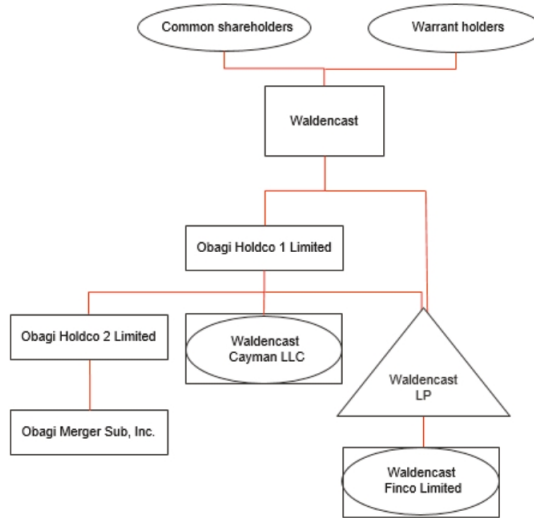 Common shareholders
Warrant holders
Waldencast
Obagi Holdco 1 Limited
Obagi Holdco 2 Limited
Waldencast
Cayman LLC
Waldencast
LP
Obagi Merger Sub, Inc.
Waldencast
Finco Limited